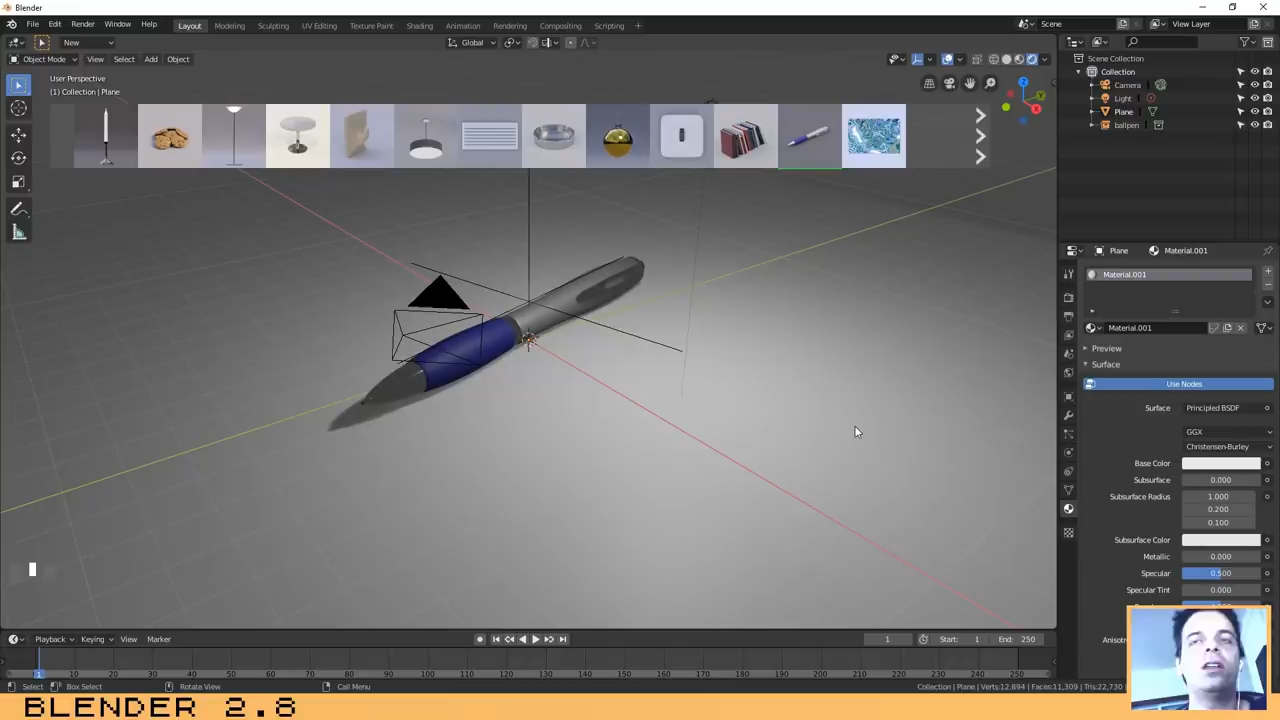 Blender
File Edit Render Window Help Layout Modeling Sculpting UV Editing Texture Paint Shading Animation Rendering Compositing Scripting + Scene View Layer
New Global
Object Mode View Select Add Object
User Perspective
(1) Collection | Plane
Scene Collection
Collection
Camera
Light
Plane
ballpen
Plane Material.001
Material.001
Material.001
Preview
Surface
Use Nodes
Surface Principled BSDF
GGX
Christensen-Burley
Base Color
Subsurface 0.000
Subsurface Radius 1.000
0.200
0.100
Subsurface Color
Metallic 0.000
Specular 0.500
Specular Tint 0.000
Playback Keying View Marker 1 Start: 1 End: 250
1 10 20 30 40 50 60 70 80 90 100 110 120 130 140 150 160 170 180 190 200 210 220 230 240 250
Select Box Select Rotate View Call Menu Collection | Plane | Verts:12,894 | Faces:11,309 | Tris:22,730
BLENDER 2.8